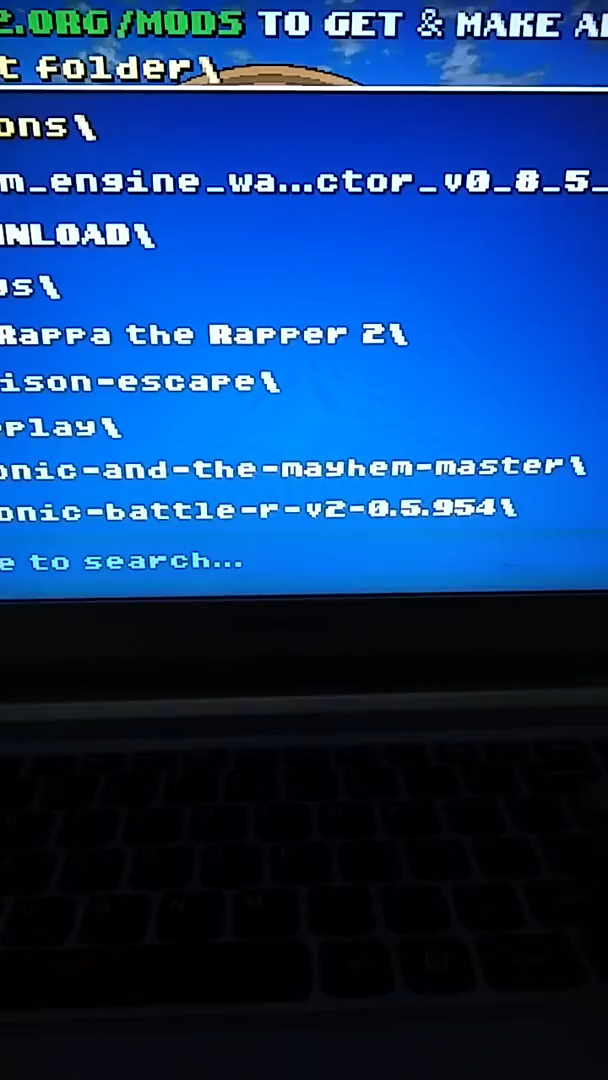 2.ORG/MODS TO GET & MAKE A
t folder\
ons\
m_engine_wa...ctor_v0_8_5_
NLOAD\
s\
Rappa the Rapper 2\
ison-escape\
play\
onic-and-the-mayhem-master\
onic-battle-r-v2-0.5.954\
e to search...